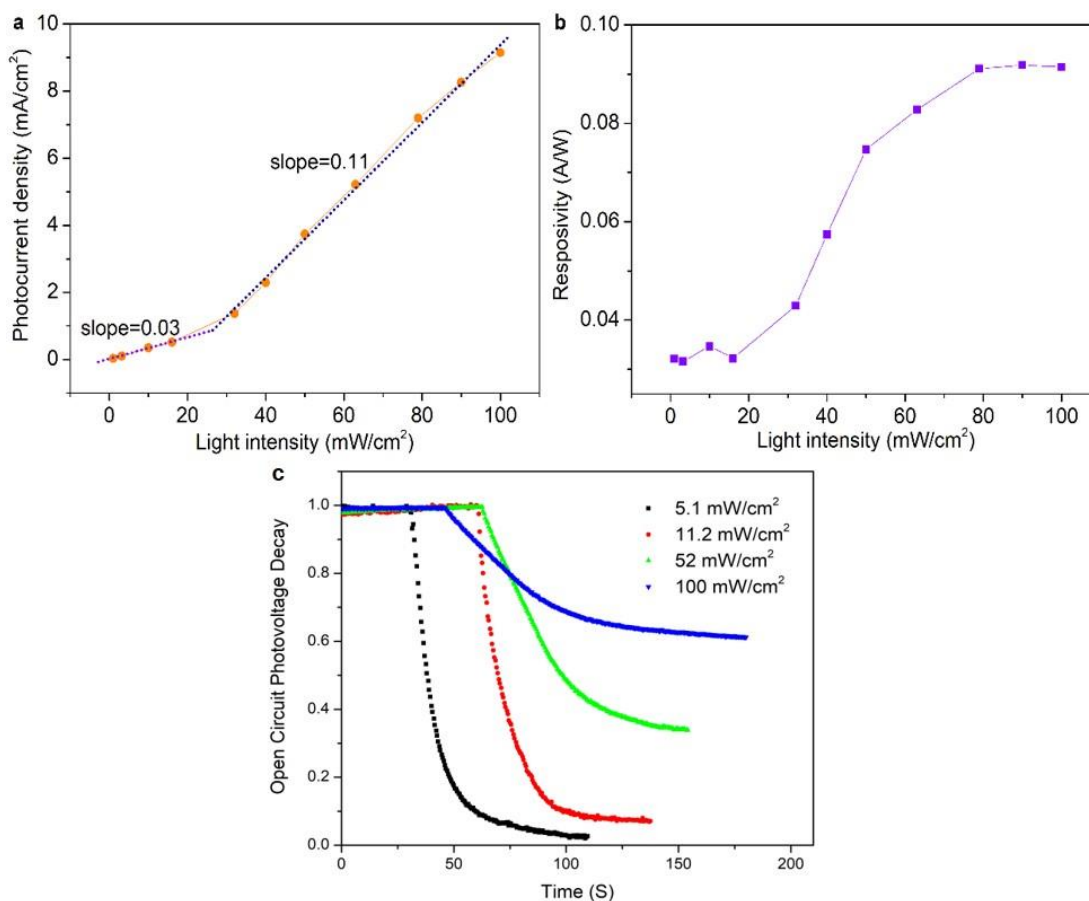 a
Photocurrent density (mA/cm²)
10
8
6
4
2
0
slope=0.11
slope=0.03
0 20 40 60 80 100
Light intensity (mW/cm²)
b
Resposivity (A/W)
0.10
0.08
0.06
0.04
0 20 40 60 80 100
Light intensity (mW/cm²)
c
Open Circuit Photovoltage Decay
1.0
0.8
0.6
0.4
0.2
0.0
5.1 mW/cm²
11.2 mW/cm²
52 mW/cm²
100 mW/cm²
0 50 100 150 200
Time (S)